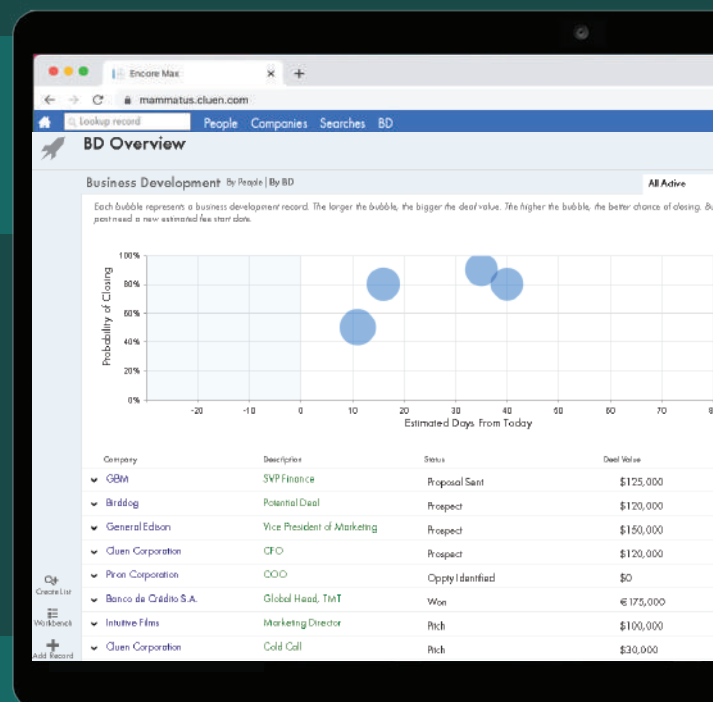 Encore Max
mammatus.cluen.com
Lookup record People Companies Searches BD
BD Overview
Business Development By People | By BD All Active
Each bubble represents a business development record. The larger the bubble, the bigger the deal value. The higher the bubble, the better chance of closing.
past need a new estimated fee start date.
100%
80%
60%
40%
20%
0%
Probability of Closing
-20 -10 0 10 20 30 40 50 60 70
Estimated Days From Today
Company Description Status Deal Value
GBM SVP Finance Proposal Sent $125,000
Birddog Potential Deal Prospect $120,000
General Edison Vice President of Marketing Prospect $150,000
Cluen Corporation CFO Prospect $120,000
Piron Corporation COO Oppty Identified $0
Banco de Crédito S.A. Global Head, TMT Won €175,000
Intuitive Films Marketing Director Pitch $100,000
Cluen Corporation Cold Call Pitch $30,000
Create List
Workbench
Add Record